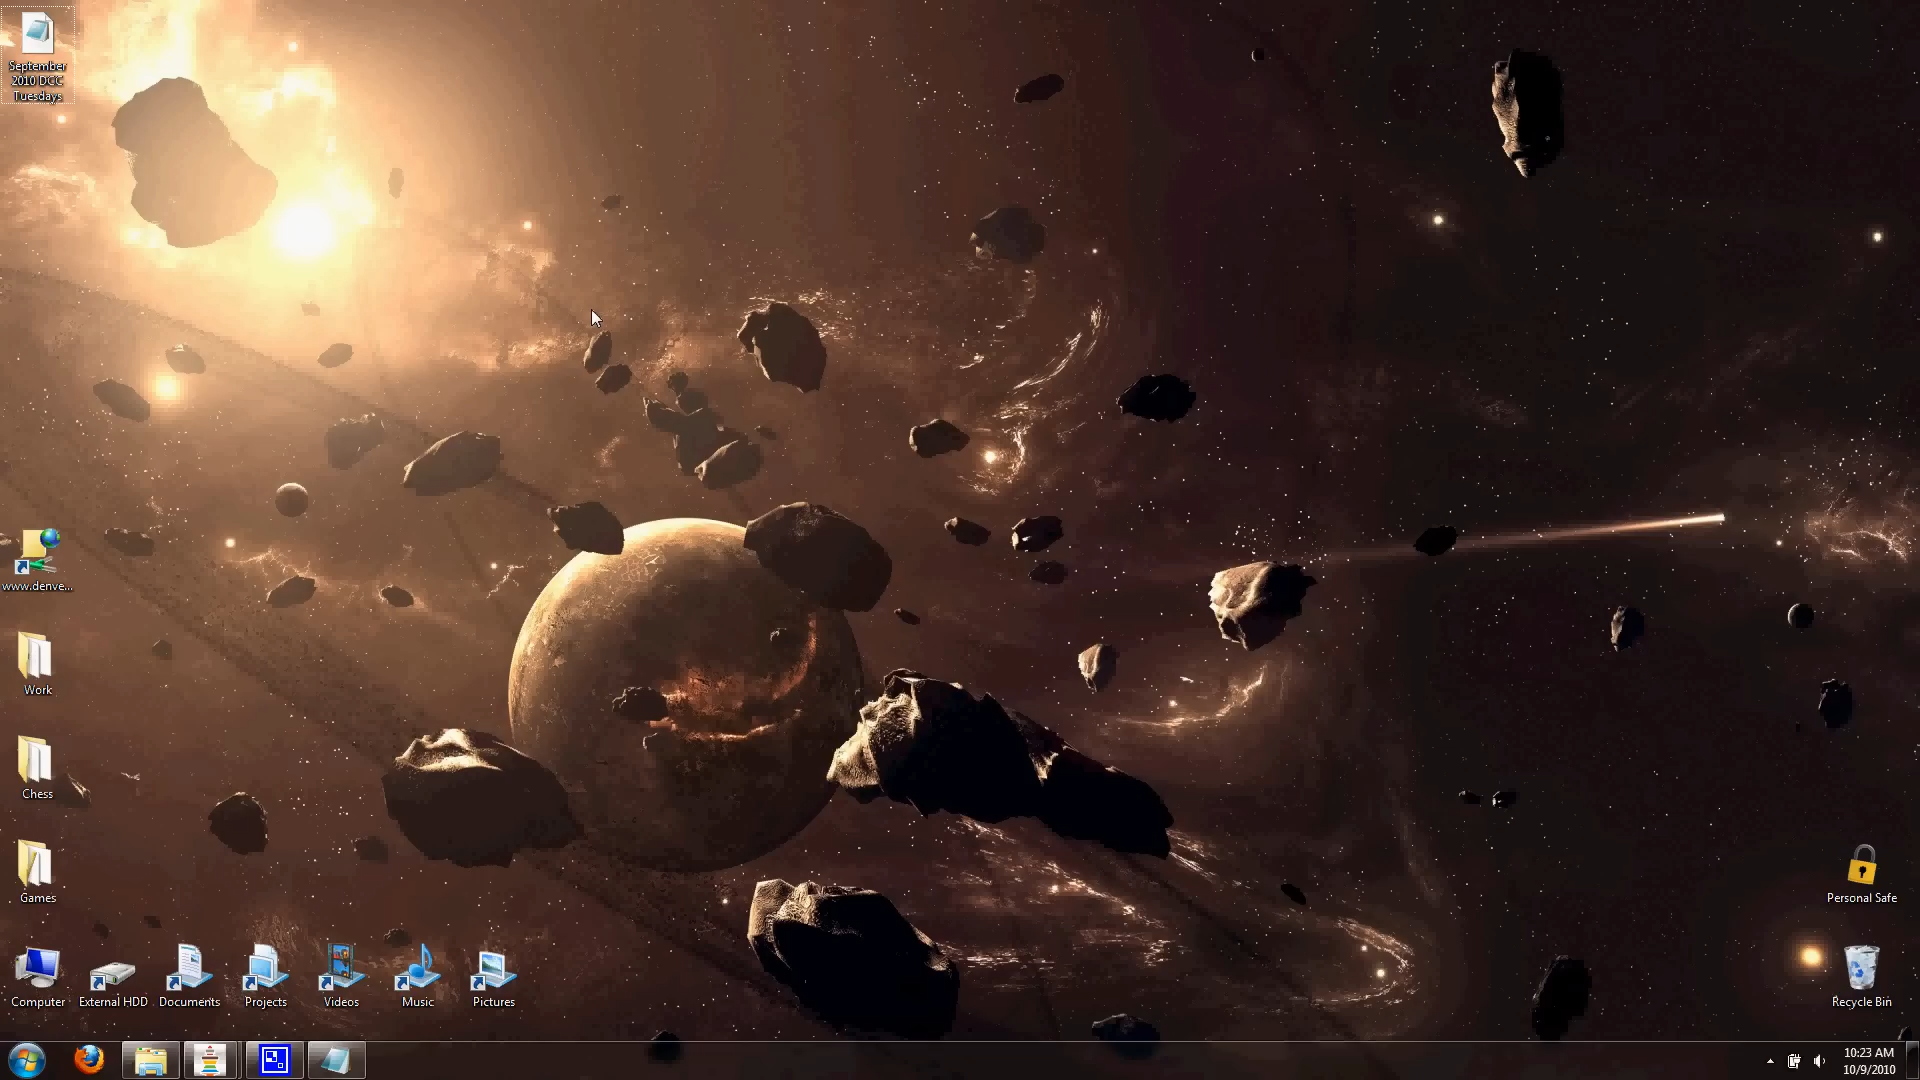 September
2010 DCC
Tuesdays
www.denve...
Work
Chess
Games
Personal Safe
Computer
External HDD
Documents
Projects
Videos
Music
Pictures
Recycle Bin
10:23 AM
10/9/2010